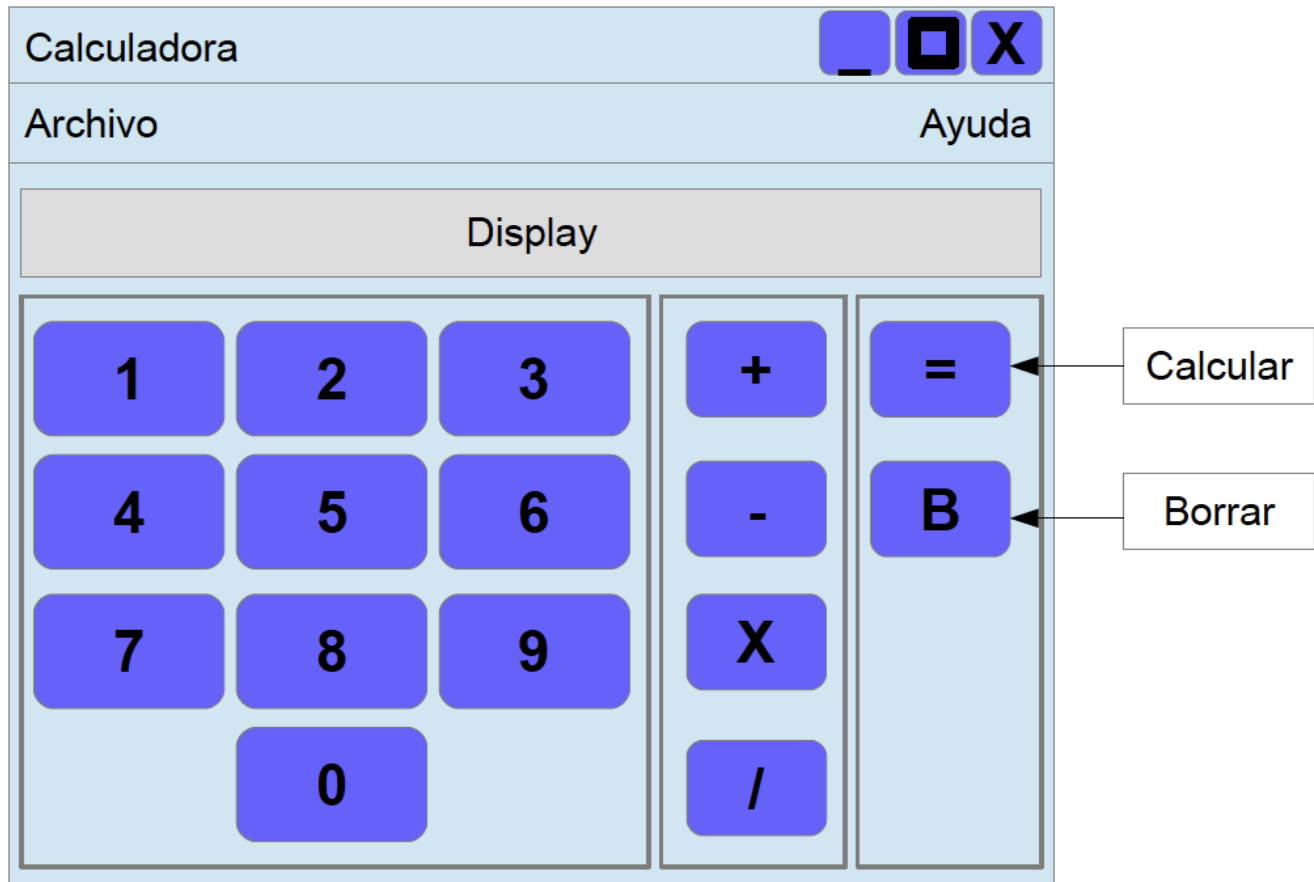 Calculadora _ X
Archivo Ayuda
Display
1 2 3 + = Calcular
4 5 6 - B Borrar
7 8 9 X
0 /